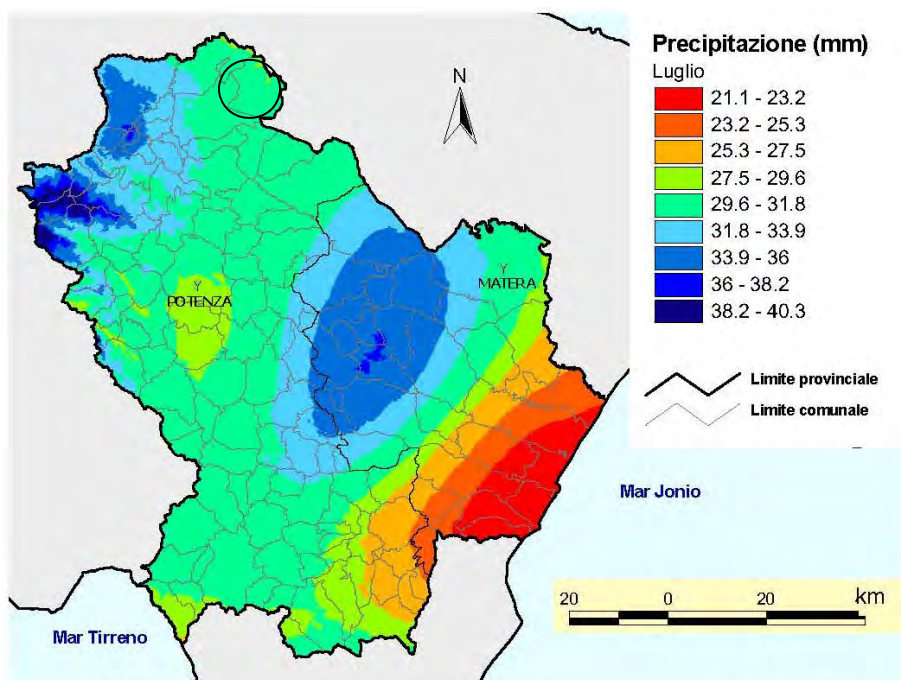 Precipitazione (mm)
Luglio
21.1 - 23.2
23.2 - 25.3
25.3 - 27.5
27.5 - 29.6
29.6 - 31.8
31.8 - 33.9
33.9 - 36
36 - 38.2
38.2 - 40.3
N
Y
POTENZA
Y
MATERA
Limite provinciale
Limite comunale
Mar Jonio
Mar Tirreno
20 0 20 km